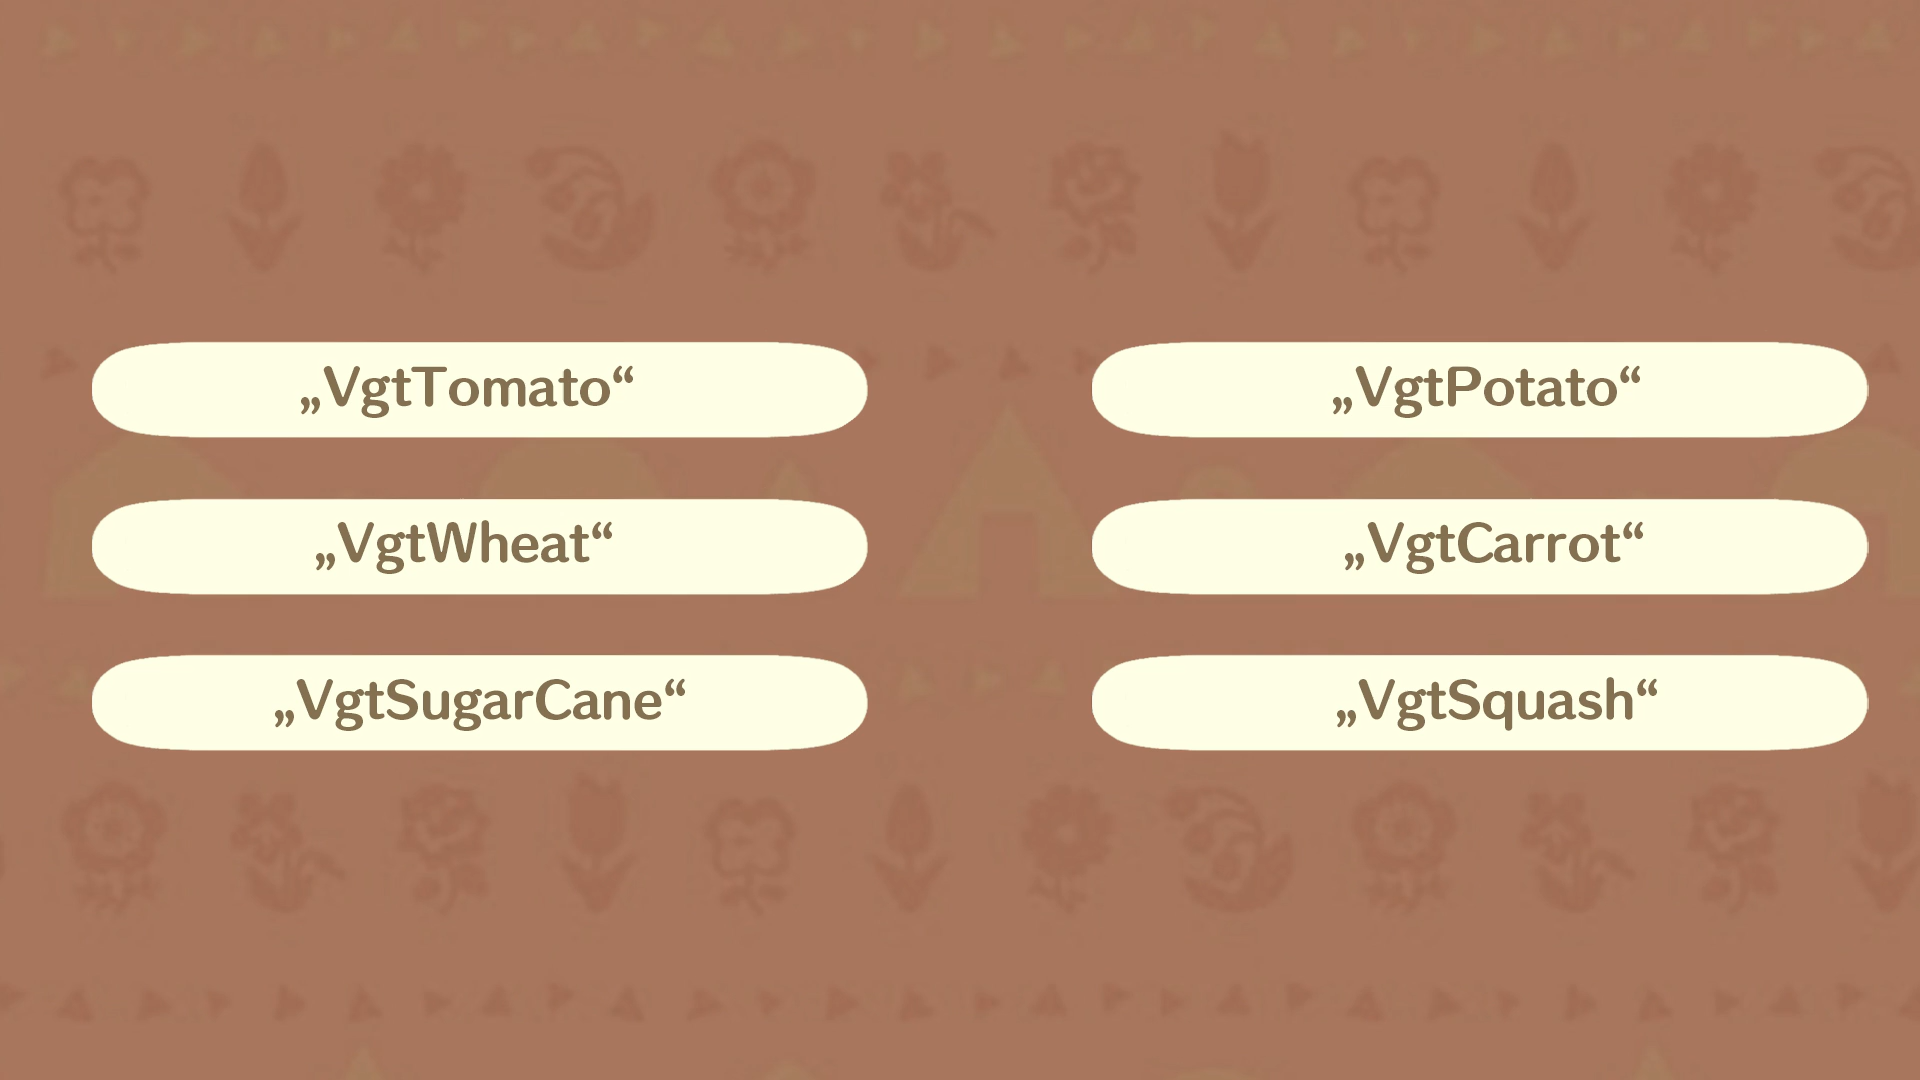 „VgtTomato“
„VgtPotato“
„VgtWheat“
„VgtCarrot“
„VgtSugarCane“
„VgtSquash“